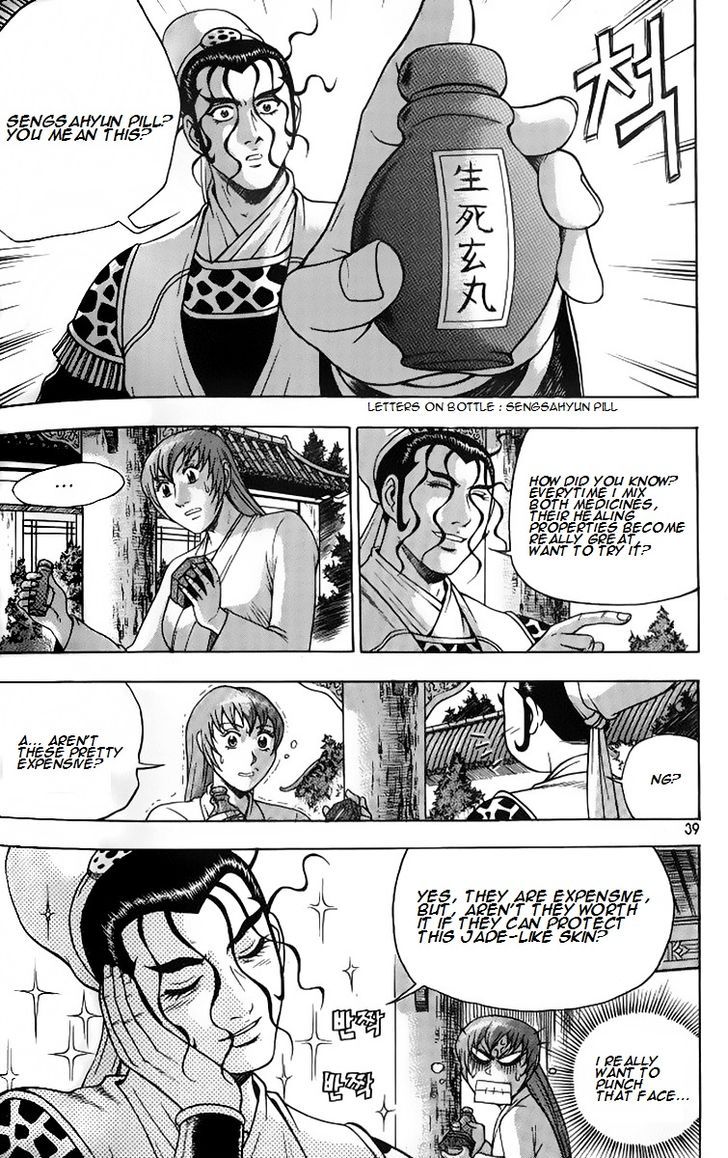 SENGSAHYUN PILL?
YOU MEAN THIS?
척
生死玄丸
LETTERS ON BOTTLE : SENGSAHYUN PILL
HOW DID YOU KNOW?
EVERYTIME I MIX
BOTH MEDICINES,
THEIR HEALING
PROPERTIES BECOME
REALLY GREAT,
WANT TO TRY IT?
...
A... AREN'T
THESE PRETTY
EXPENSIVE?
NG?
39
YES, THEY ARE EXPENSIVE,
BUT, AREN'T THEY WORTH
IT IF THEY CAN PROTECT
THIS JADE-LIKE SKIN?
반짝
반짝
I REALLY
WANT TO
PUNCH
THAT FACE...